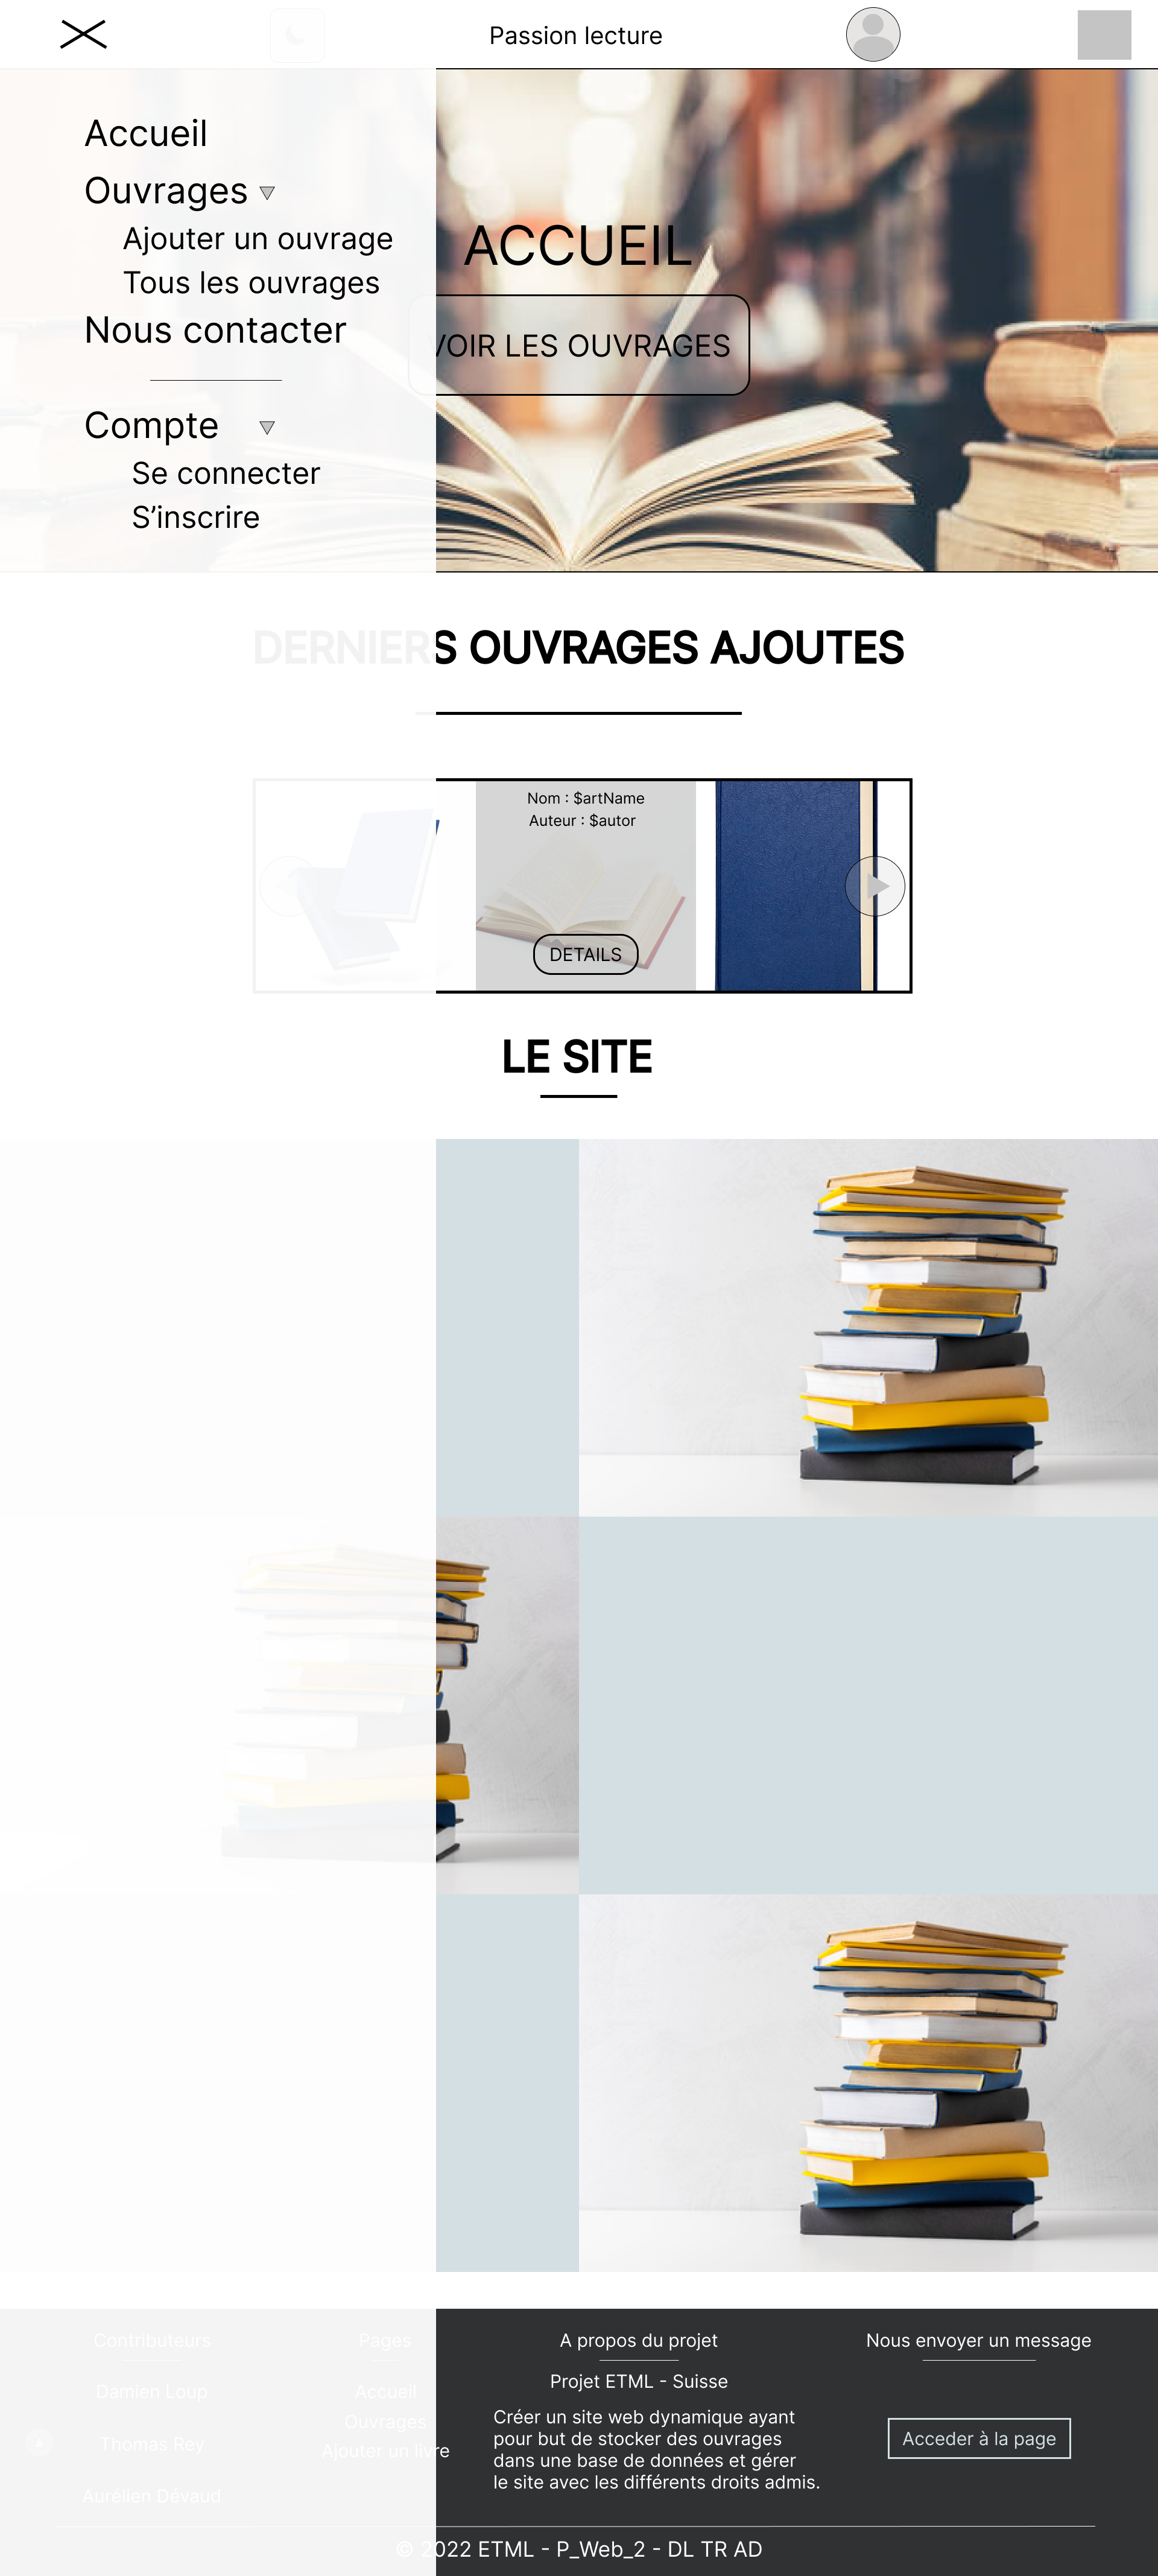 Passion lecture
Accueil
Ouvrages
Ajouter un ouvrage
Tous les ouvrages
Nous contacter
Compte
Se connecter
S’inscrire
ACCUEIL
VOIR LES OUVRAGES
DERNIERS OUVRAGES AJOUTES
Nom : $artName
Auteur : $autor
DETAILS
LE SITE
Contributeurs
Damien Loup
Thomas Rey
Aurélien Dévaud
Pages
Accueil
Ouvrages
Ajouter un livre
A propos du projet
Projet ETML - Suisse
Créer un site web dynamique ayant
pour but de stocker des ouvrages
dans une base de données et gérer
le site avec les différents droits admis.
Nous envoyer un message
Acceder à la page
© 2022 ETML - P_Web_2 - DL TR AD